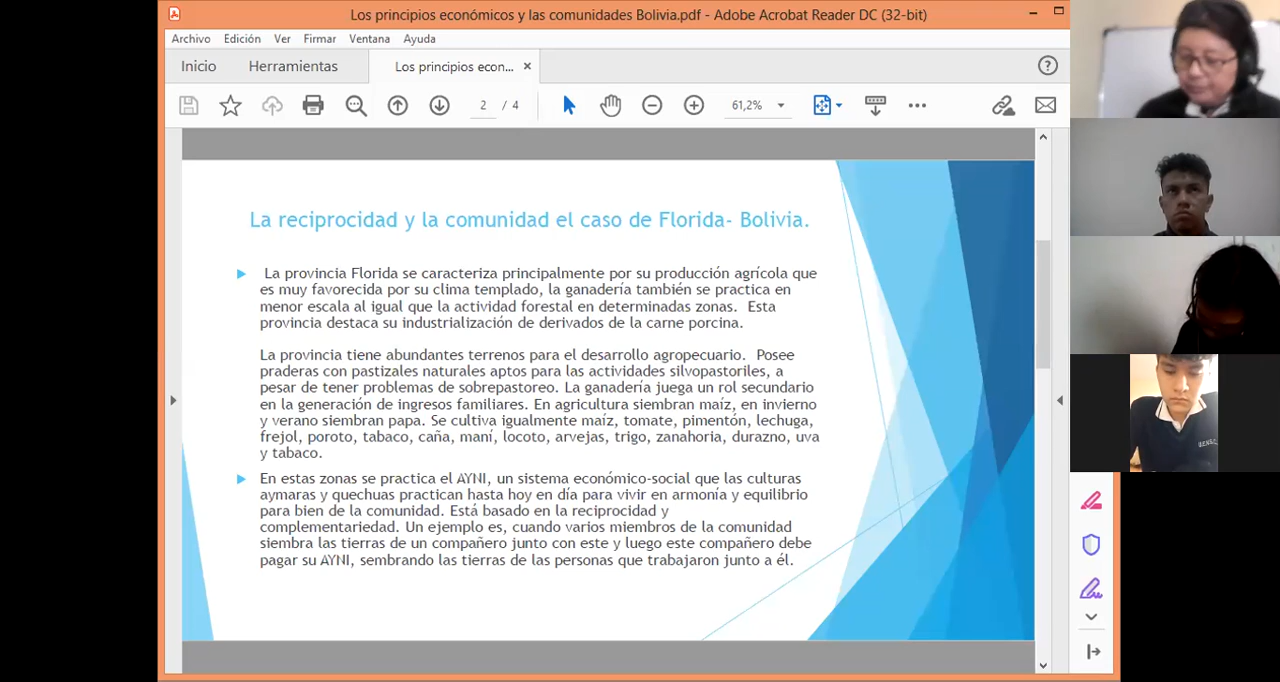 Los principios económicos y las comunidades Bolivia.pdf - Adobe Acrobat Reader DC (32-bit)
Archivo Edición Ver Firmar Ventana Ayuda
Inicio Herramientas Los principios econ... ×
2 / 4 61,2%
La reciprocidad y la comunidad el caso de Florida- Bolivia.
La provincia Florida se caracteriza principalmente por su producción agrícola que
es muy favorecida por su clima templado, la ganadería también se practica en
menor escala al igual que la actividad forestal en determinadas zonas. Esta
provincia destaca su industrialización de derivados de la carne porcina.
La provincia tiene abundantes terrenos para el desarrollo agropecuario. Posee
praderas con pastizales naturales aptos para las actividades silvopastoriles, a
pesar de tener problemas de sobrepastoreo. La ganadería juega un rol secundario
en la generación de ingresos familiares. En agricultura siembran maíz, en invierno
y verano siembran papa. Se cultiva igualmente maíz, tomate, pimentón, lechuga,
frejol, poroto, tabaco, caña, maní, locoto, arvejas, trigo, zanahoria, durazno, uva
y tabaco.
En estas zonas se practica el AYNI, un sistema económico-social que las culturas
aymaras y quechuas practican hasta hoy en día para vivir en armonía y equilibrio
para bien de la comunidad. Está basado en la reciprocidad y
complementariedad. Un ejemplo es, cuando varios miembros de la comunidad
siembra las tierras de un compañero junto con este y luego este compañero debe
pagar su AYNI, sembrando las tierras de las personas que trabajaron junto a él.